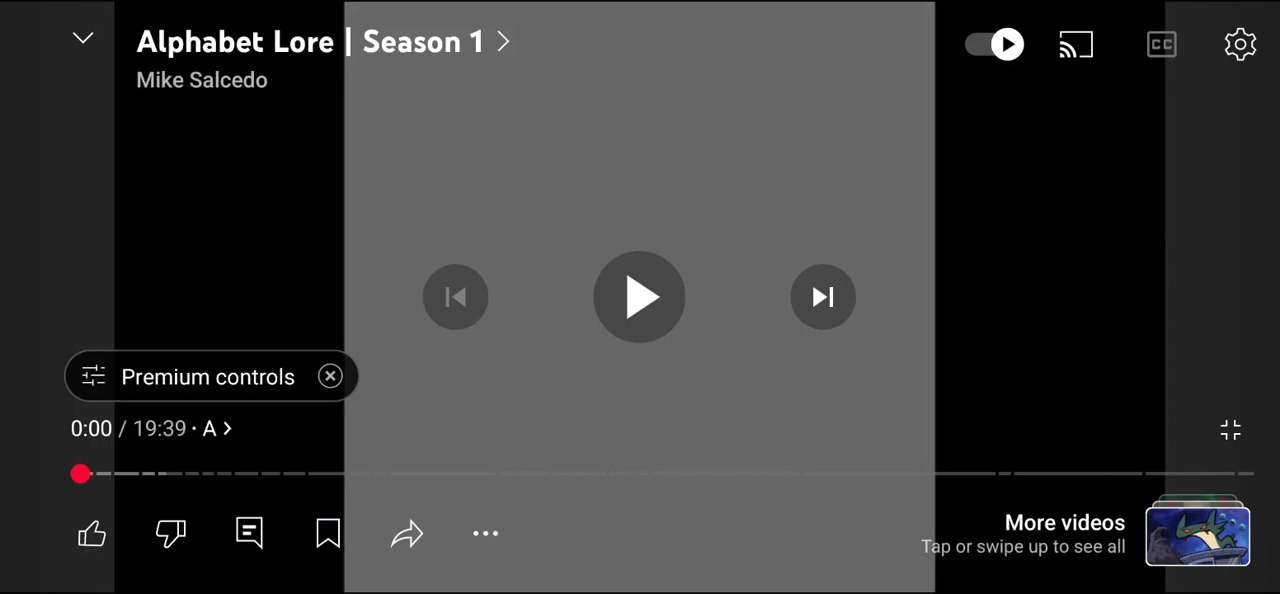 Alphabet Lore | Season 1
Mike Salcedo
CC
Premium controls
0:00 / 19:39 · A
More videos
Tap or swipe up to see all